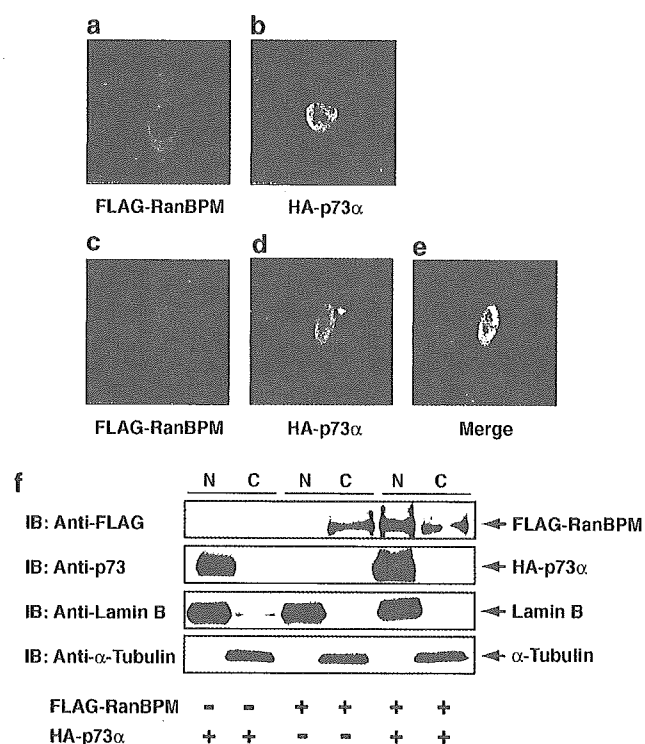 a b
FLAG-RanBPM HA-p73α
c d e
FLAG-RanBPM HA-p73α Merge
f
N C N C N C
IB: Anti-FLAG FLAG-RanBPM
IB: Anti-p73 HA-p73α
IB: Anti-Lamin B Lamin B
IB: Anti-α-Tubulin α-Tubulin
FLAG-RanBPM - - + + + +
HA-p73α + + - - + +